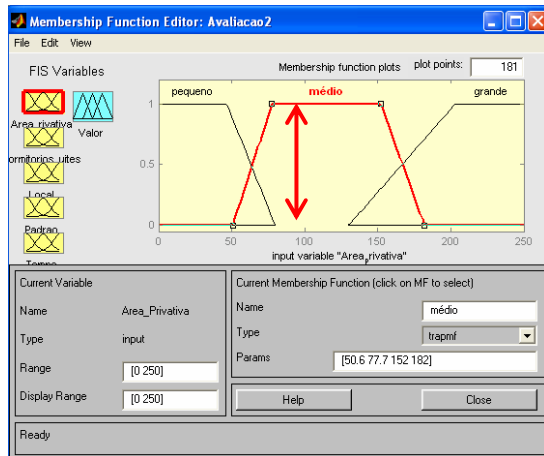 Membership Function Editor: Avaliacao2
File Edit View
FIS Variables
Membership function plots
plot points:
181
Area_rivativa
Valor
ormitorios_uites
Local
Padrao
Tempo
pequeno
médio
grande
1
0.5
0
0 50 100 150 200 250
input variable "Area_rivativa"
Current Variable
Name Area_Privativa
Type input
Range [0 250]
Display Range [0 250]
Current Membership Function (click on MF to select)
Name médio
Type trapmf
Params [50.6 77.7 152 182]
Help
Close
Ready